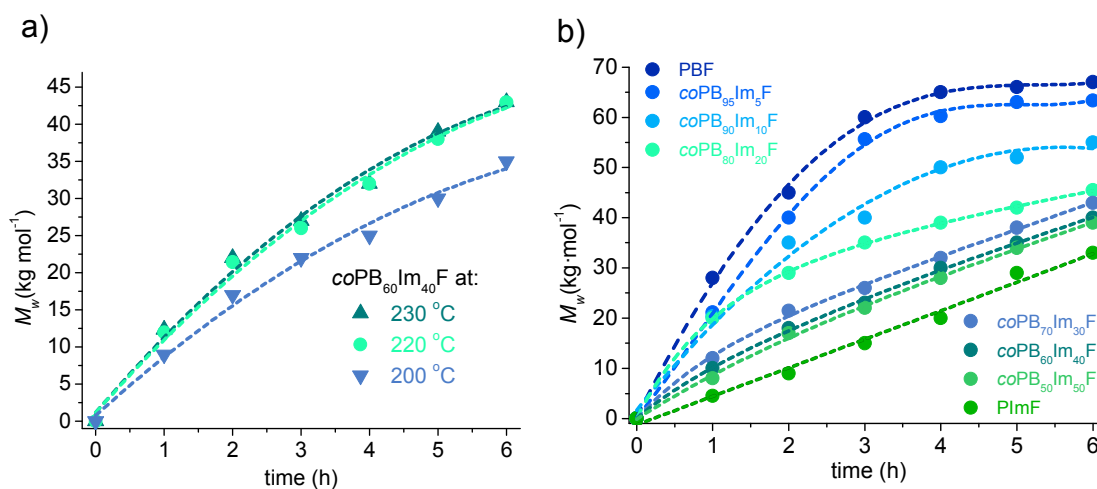 a)
M_w (kg mol⁻¹)
45
40
35
30
25
20
15
10
5
0
coPB₆₀Im₄₀F at:
230 °C
220 °C
200 °C
0 1 2 3 4 5 6
time (h)
b)
M_w (kg·mol⁻¹)
70
60
50
40
30
20
10
0
PBF
coPB₉₅Im₅F
coPB₉₀Im₁₀F
coPB₈₀Im₂₀F
coPB₇₀Im₃₀F
coPB₆₀Im₄₀F
coPB₅₀Im₅₀F
PImF
0 1 2 3 4 5 6
time (h)